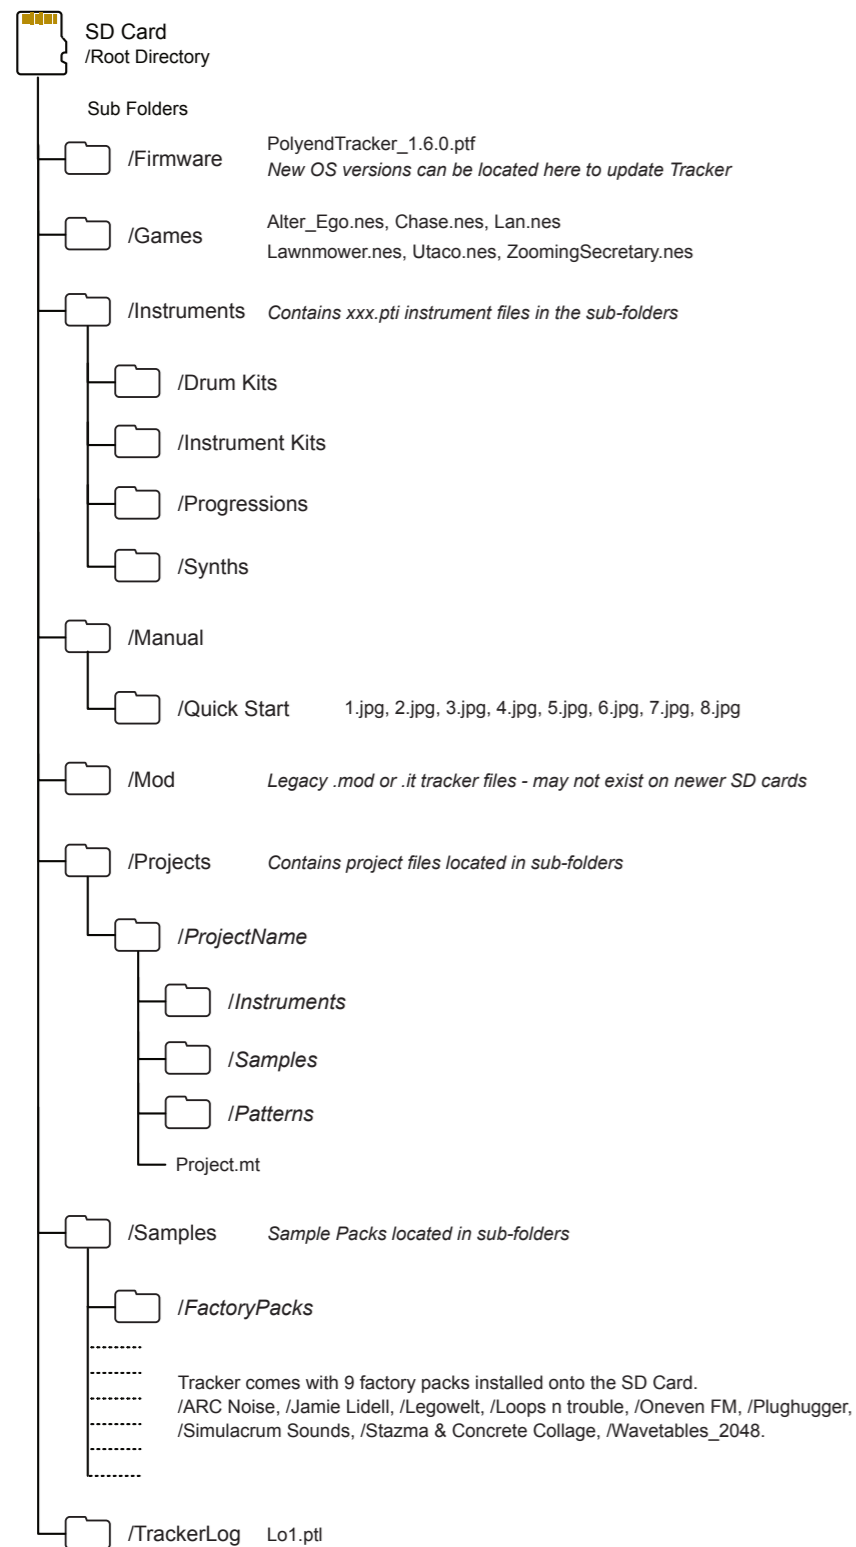 SD Card
/Root Directory
Sub Folders
/Firmware
PolyendTracker_1.6.0.ptf
New OS versions can be located here to update Tracker
/Games
Alter_Ego.nes, Chase.nes, Lan.nes
Lawnmower.nes, Utaco.nes, ZoomingSecretary.nes
/Instruments
Contains xxx.pti instrument files in the sub-folders
/Drum Kits
/Instrument Kits
/Progressions
/Synths
/Manual
/Quick Start
1.jpg, 2.jpg, 3.jpg, 4.jpg, 5.jpg, 6.jpg, 7.jpg, 8.jpg
/Mod
Legacy .mod or .it tracker files - may not exist on newer SD cards
/Projects
Contains project files located in sub-folders
/ProjectName
/Instruments
/Samples
/Patterns
Project.mt
/Samples
Sample Packs located in sub-folders
/FactoryPacks
Tracker comes with 9 factory packs installed onto the SD Card.
/ARC Noise, /Jamie Lidell, /Legowelt, /Loops n trouble, /Oneven FM, /Plughugger,
/Simulacrum Sounds, /Stazma & Concrete Collage, /Wavetables_2048.
/TrackerLog
Lo1.ptl